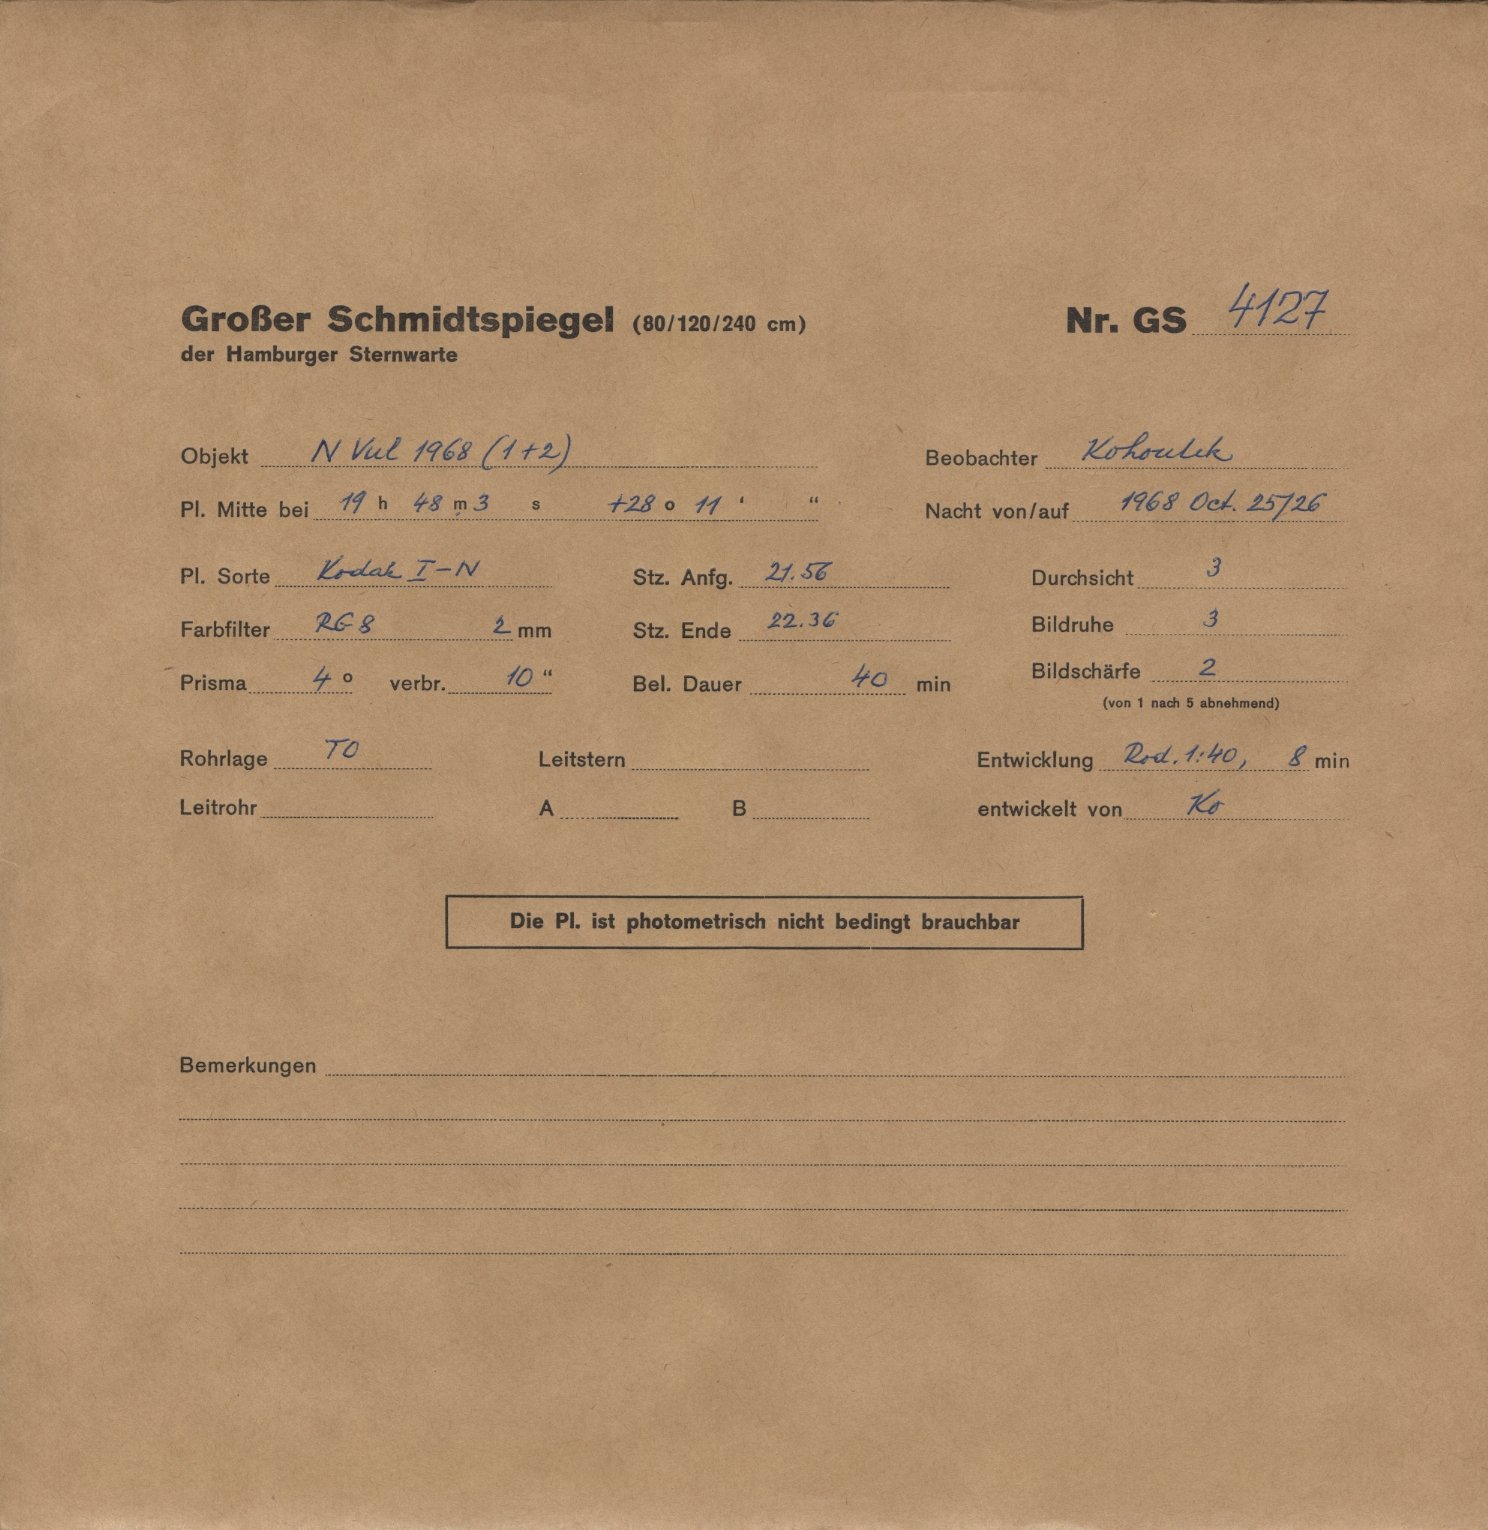 Großer Schmidtspiegel (80/120/240 cm) Nr. GS 4127
der Hamburger Sternwarte
Objekt N Vul 1968 (1+2) Beobachter Kohoutek
Pl. Mitte bei 19 h 48 m,3 s +28 o 11 ' " Nacht von/auf 1968 Oct. 25/26
Pl. Sorte Kodak I-N Stz. Anfg. 21.56 Durchsicht 3
Farbfilter RG 8 2 mm Stz. Ende 22.36 Bildruhe 3
Prisma 4 o verbr. 10 " Bel. Dauer 40 min Bildschärfe 2
(von 1 nach 5 abnehmend)
Rohrlage TO Leitstern Entwicklung Rod. 1:40, 8 min
Leitrohr A B entwickelt von Ko
Die Pl. ist photometrisch nicht bedingt brauchbar
Bemerkungen